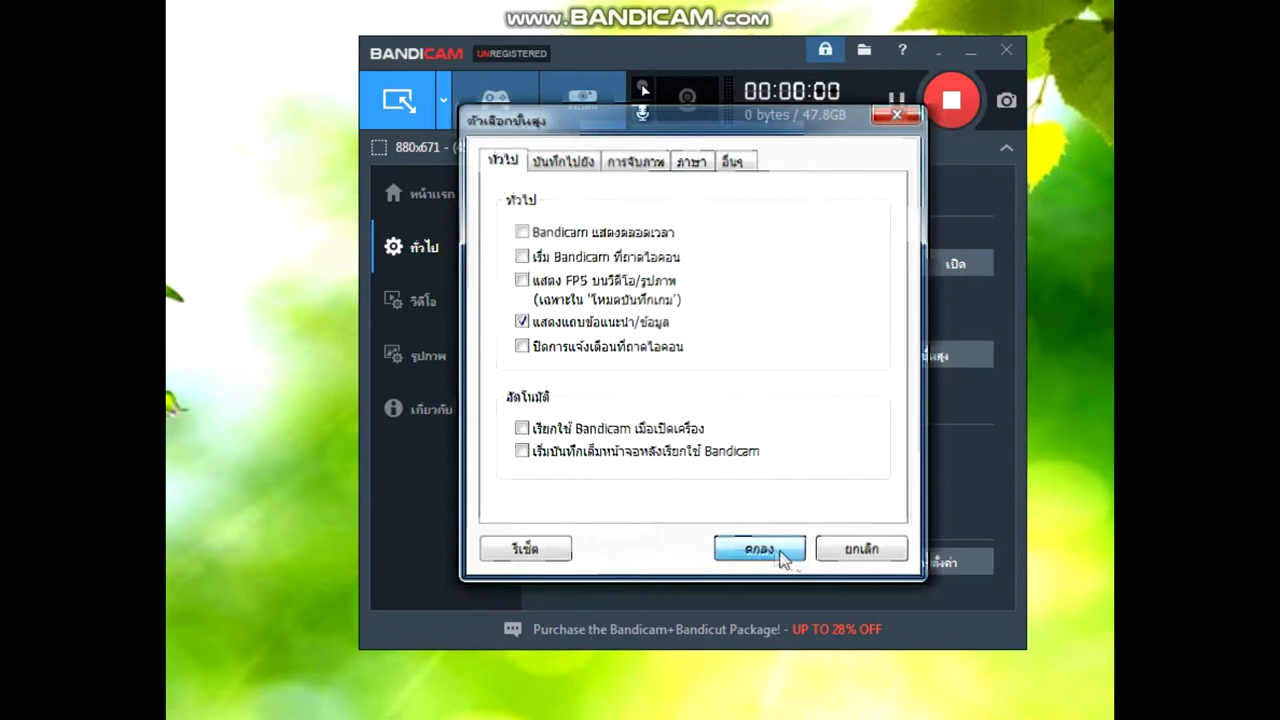 www.BANDICAM.com
BANDICAM UNREGISTERED
00:00:00
0 bytes / 47.8GB
880x671 - (
ตัวเลือกขั้นสูง
ทั่วไป บันทึกไปยัง การจับภาพ ภาษา อื่นๆ
หน้าแรก
ทั่วไป
วิดีโอ
รูปภาพ
เกี่ยวกับ
ทั่วไป
Bandicam แสดงตลอดเวลา
เริ่ม Bandicam ที่ถาดไอคอน
แสดง FPS บนวิดีโอ/รูปภาพ
(เฉพาะใน 'โหมดบันทึกเกม')
แสดงแถบข้อแนะนำ/ข้อมูล
ปิดการแจ้งเตือนที่ถาดไอคอน
อัตโนมัติ
เรียกใช้ Bandicam เมื่อเปิดเครื่อง
เริ่มบันทึกเต็มหน้าจอหลังเรียกใช้ Bandicam
รีเซ็ต ตกลง ยกเลิก
เปิด
ั้นสูง
ตั้งค่า
Purchase the Bandicam+Bandicut Package! - UP TO 28% OFF